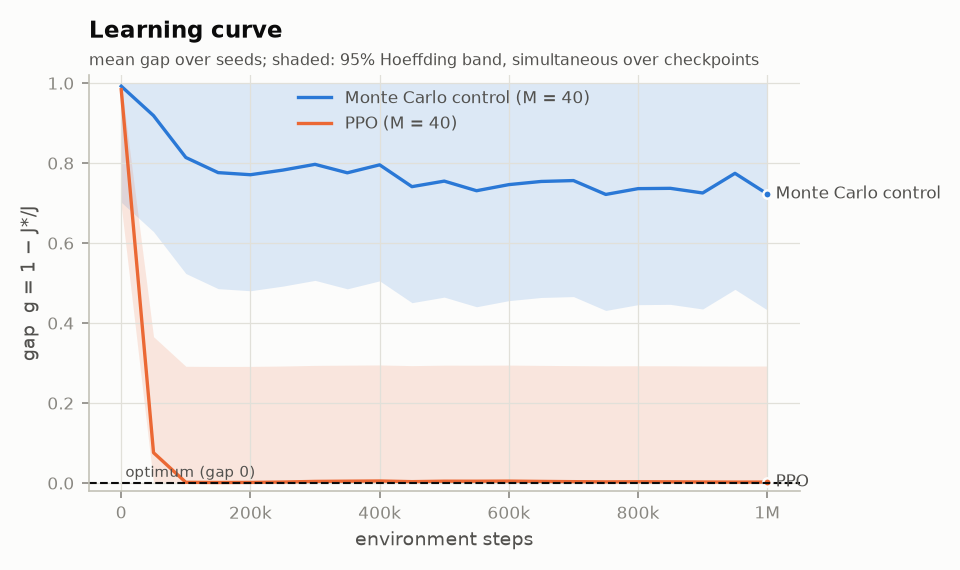 Learning curve
mean gap over seeds; shaded: 95% Hoeffding band, simultaneous over checkpoints
1.0
0.8
0.6
0.4
0.2
0.0
gap g = 1 − J*/J
Monte Carlo control (M = 40)
PPO (M = 40)
Monte Carlo control
optimum (gap 0)
PPO
0
200k
400k
600k
800k
1M
environment steps